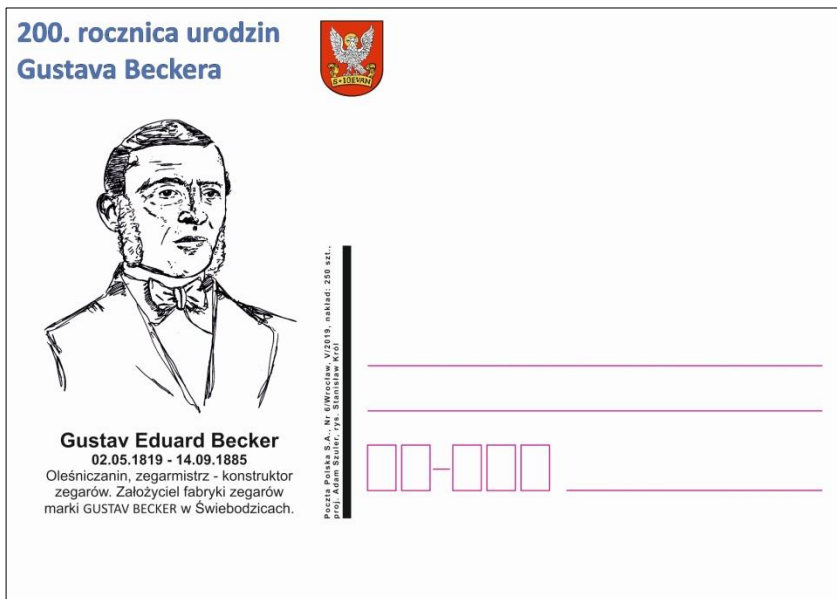 200. rocznica urodzin
Gustava Beckera
S·IOEVAN
Gustav Eduard Becker
02.05.1819 - 14.09.1885
Oleśniczanin, zegarmistrz - konstruktor
zegarów. Założyciel fabryki zegarów
marki GUSTAV BECKER w Świebodzicach.
Poczta Polska S.A., Nr 6/Wrocław, V/2019, nakład: 250 szt.,
proj. Adam Szuler, rys. Stanisław Król